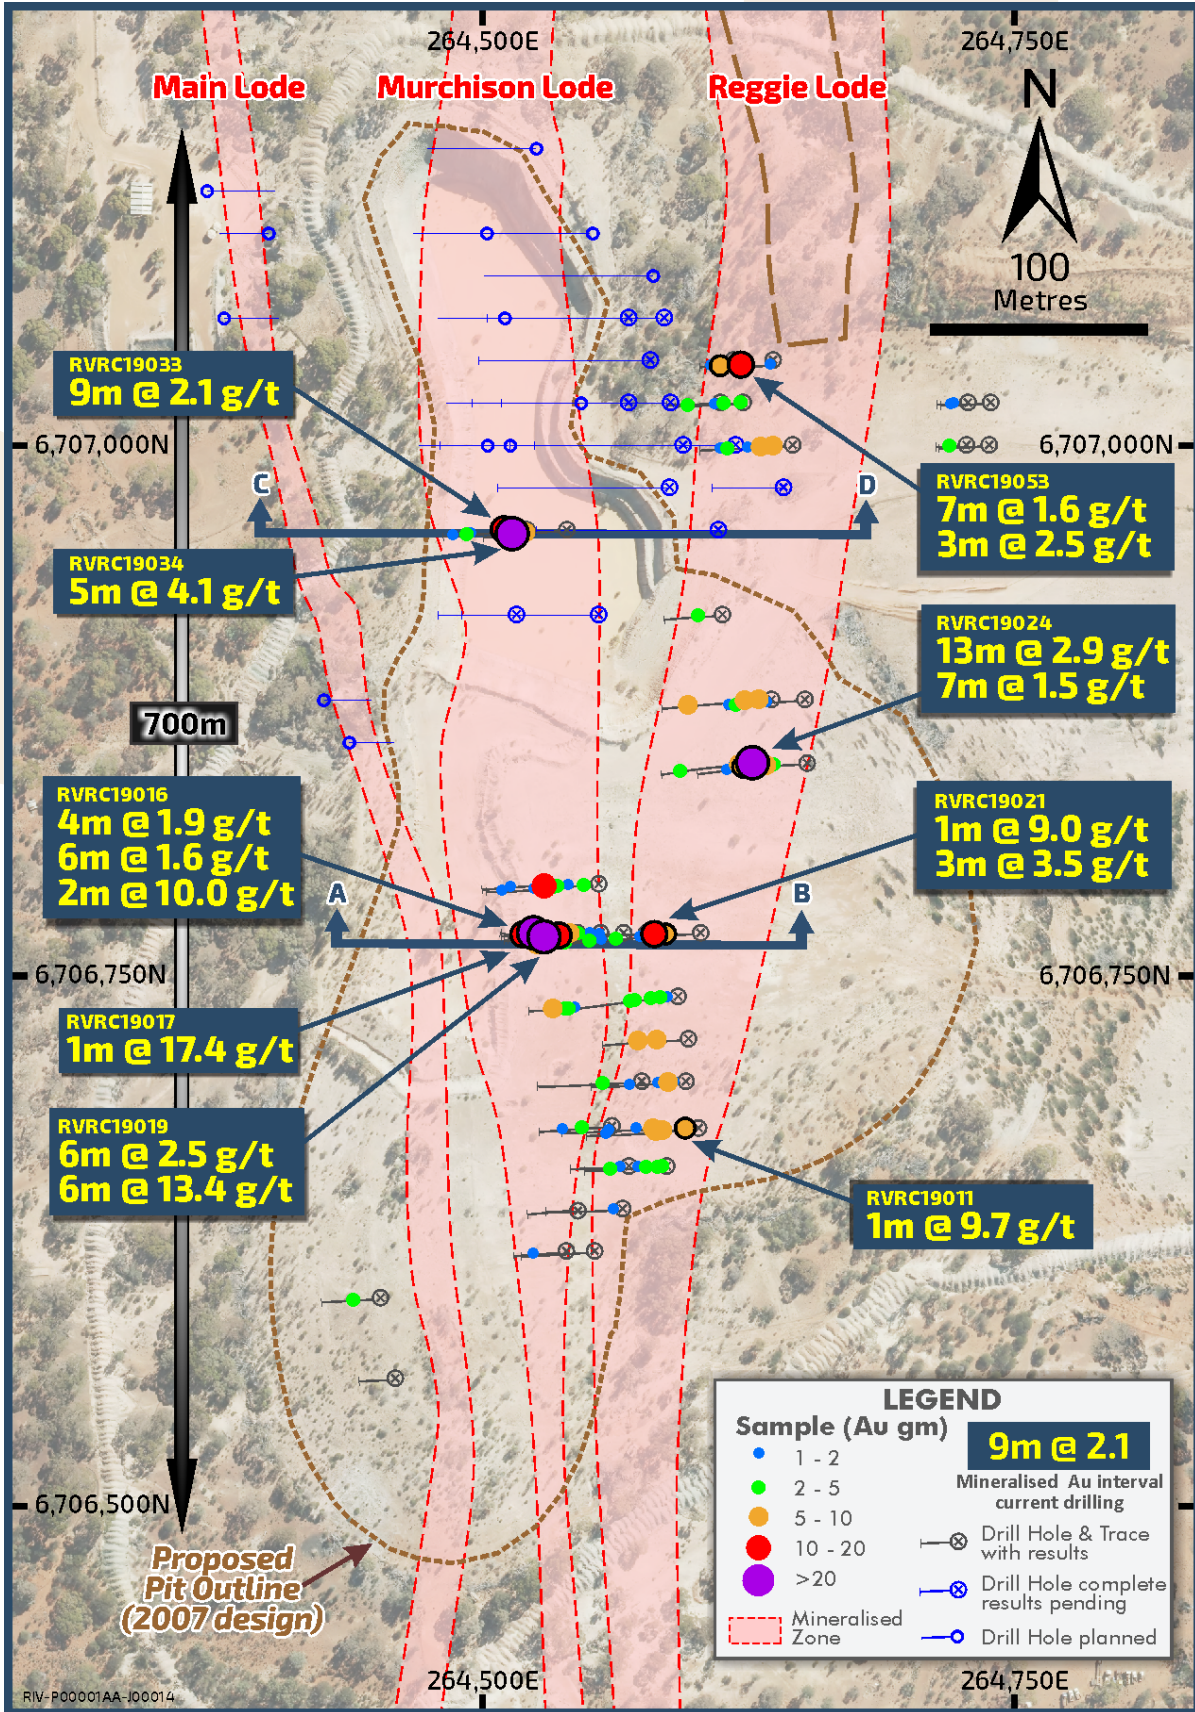 264,500E
264,750E
Main Lode
Murchison Lode
Reggie Lode
N
100
Metres
RVRC19033
9m @ 2.1 g/t
6,707,000N
6,707,000N
C
D
RVRC19053
7m @ 1.6 g/t
3m @ 2.5 g/t
RVRC19034
5m @ 4.1 g/t
RVRC19024
13m @ 2.9 g/t
7m @ 1.5 g/t
700m
RVRC19016
4m @ 1.9 g/t
6m @ 1.6 g/t
2m @ 10.0 g/t
RVRC19021
1m @ 9.0 g/t
3m @ 3.5 g/t
A
B
6,706,750N
6,706,750N
RVRC19017
1m @ 17.4 g/t
RVRC19019
6m @ 2.5 g/t
6m @ 13.4 g/t
RVRC19011
1m @ 9.7 g/t
6,706,500N
Proposed
Pit Outline
(2007 design)
LEGEND
Sample (Au gm)
1 - 2
2 - 5
5 - 10
10 - 20
>20
Mineralised
Zone
9m @ 2.1
Mineralised Au interval
current drilling
Drill Hole & Trace
with results
Drill Hole complete
results pending
Drill Hole planned
264,500E
264,750E
RIV-P00001AA-J00014